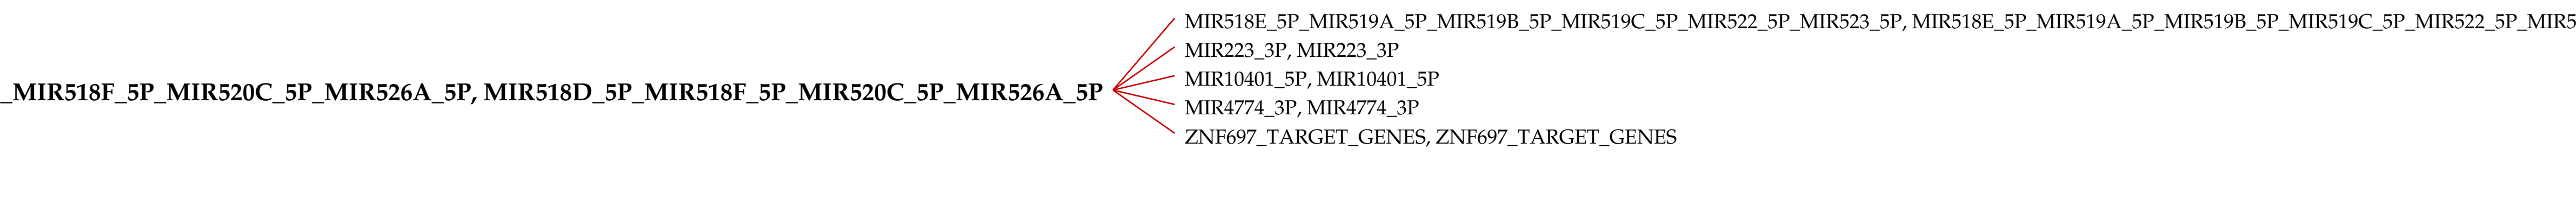 MIR518E_5P_MIR519A_5P_MIR519B_5P_MIR519C_5P_MIR522_5P_MIR523_5P, MIR518E_5P_MIR519A_5P_MIR519B_5P_MIR519C_5P_MIR522_5P_MIR5
MIR223_3P, MIR223_3P
MIR10401_5P, MIR10401_5P
_MIR518F_5P_MIR520C_5P_MIR526A_5P, MIR518D_5P_MIR518F_5P_MIR520C_5P_MIR526A_5P
MIR4774_3P, MIR4774_3P
ZNF697_TARGET_GENES, ZNF697_TARGET_GENES